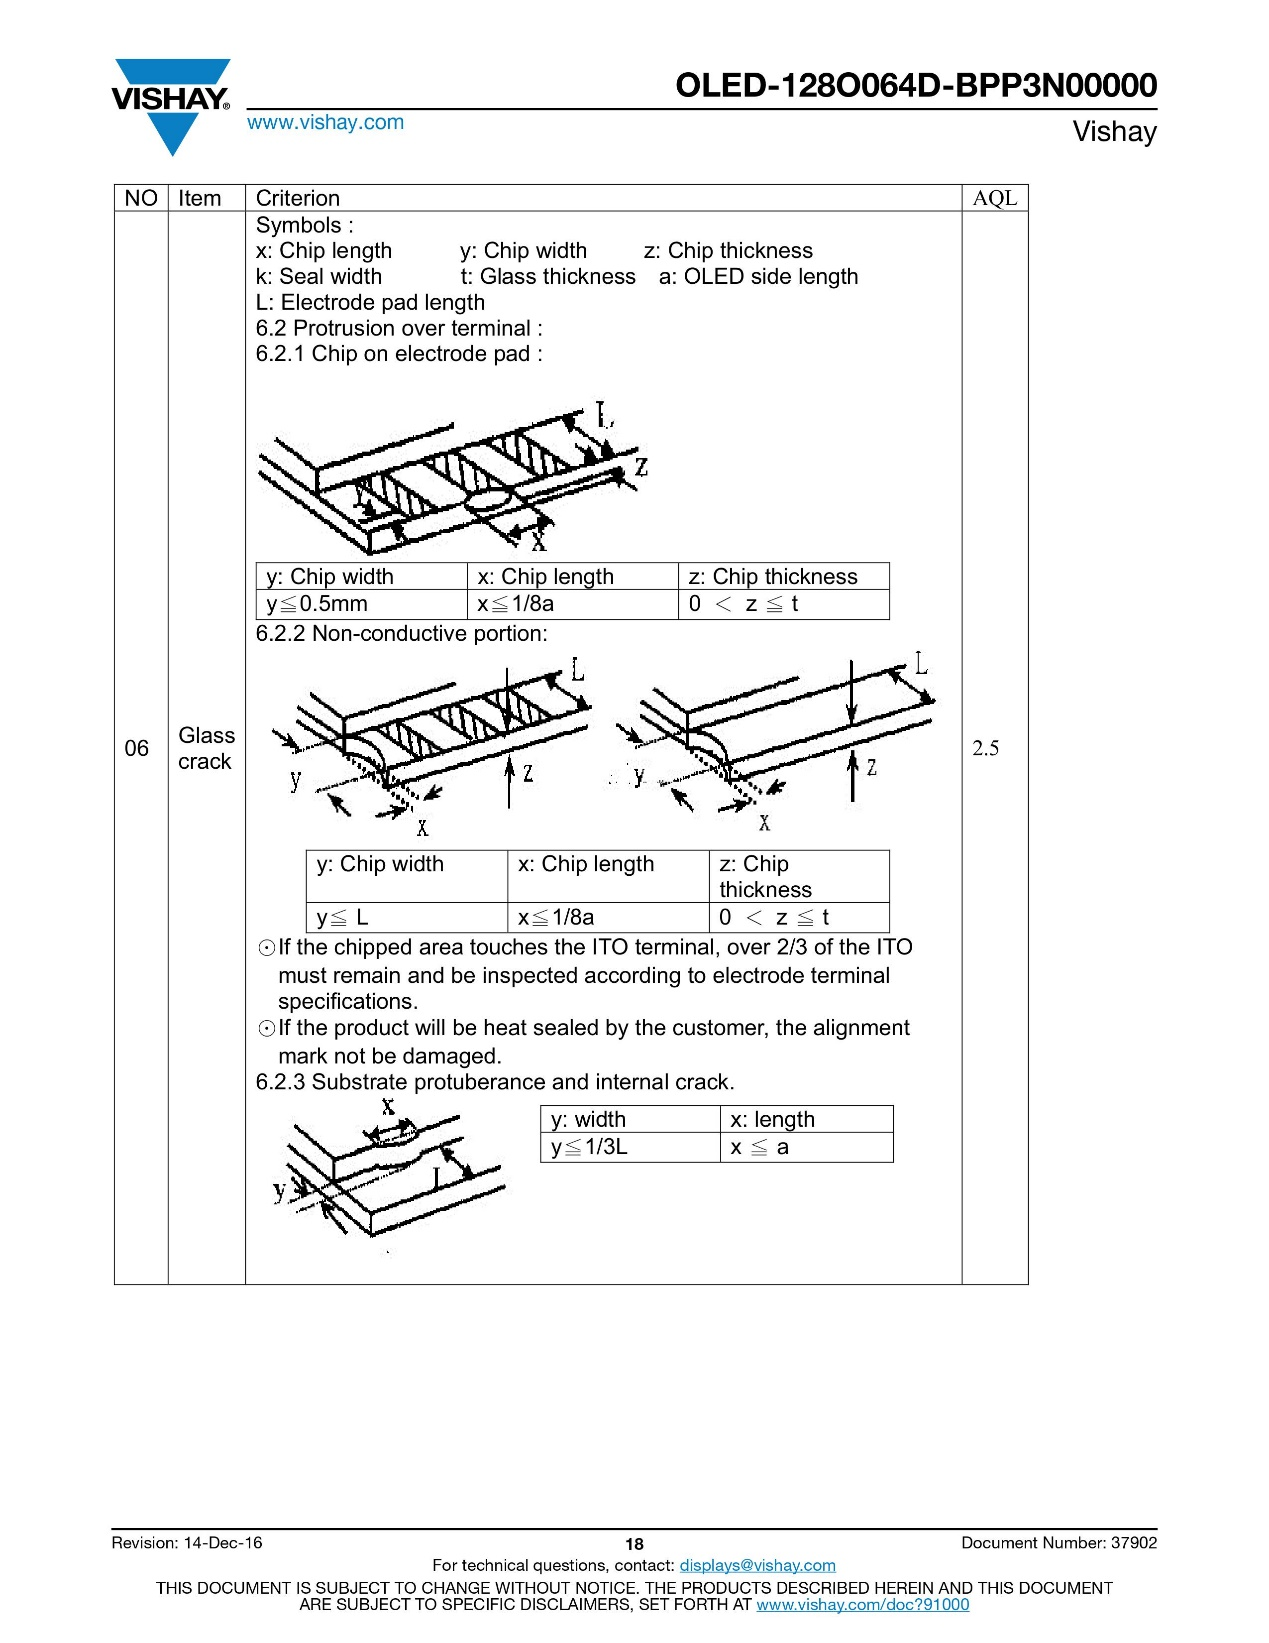 VISHAY®
OLED-128O064D-BPP3N00000
www.vishay.com
Vishay
NO Item Criterion AQL
Symbols :
x: Chip length y: Chip width z: Chip thickness
k: Seal width t: Glass thickness a: OLED side length
L: Electrode pad length
6.2 Protrusion over terminal :
6.2.1 Chip on electrode pad :
L
Z
Y
X
y: Chip width x: Chip length z: Chip thickness
y≦0.5mm x≦1/8a 0 < z ≦ t
6.2.2 Non-conductive portion:
L
L
y
Z
X
y
Z
X
06 Glass crack 2.5
y: Chip width x: Chip length z: Chip
thickness
y≦ L x≦1/8a 0 < z ≦ t
⊙If the chipped area touches the ITO terminal, over 2/3 of the ITO
must remain and be inspected according to electrode terminal
specifications.
⊙If the product will be heat sealed by the customer, the alignment
mark not be damaged.
6.2.3 Substrate protuberance and internal crack.
X
y
y: width x: length
y≦1/3L x ≦ a
Revision: 14-Dec-16 18 Document Number: 37902
For technical questions, contact: displays@vishay.com
THIS DOCUMENT IS SUBJECT TO CHANGE WITHOUT NOTICE. THE PRODUCTS DESCRIBED HEREIN AND THIS DOCUMENT
ARE SUBJECT TO SPECIFIC DISCLAIMERS, SET FORTH AT www.vishay.com/doc?91000